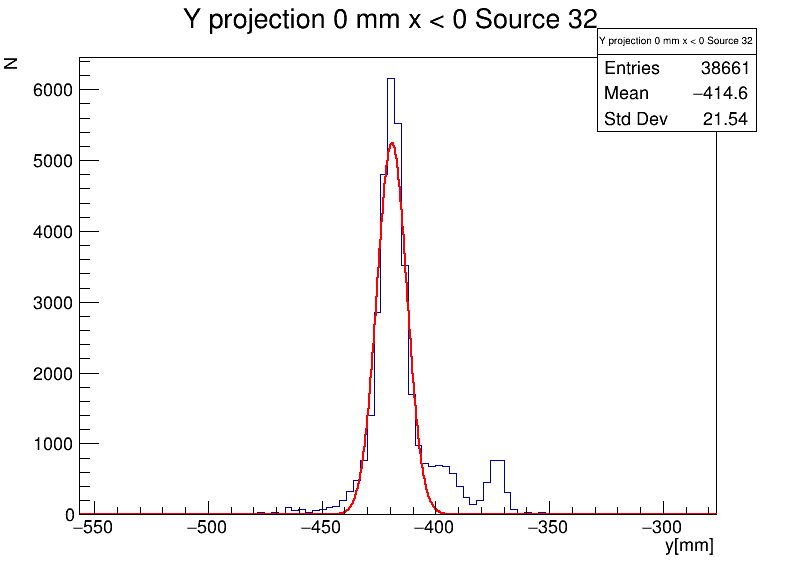 Y projection 0 mm x < 0 Source 32
Y projection 0 mm x < 0 Source 32
Entries 38661
Mean −414.6
Std Dev 21.54
N
6000
5000
4000
3000
2000
1000
0
−550 −500 −450 −400 −350 −300
y[mm]